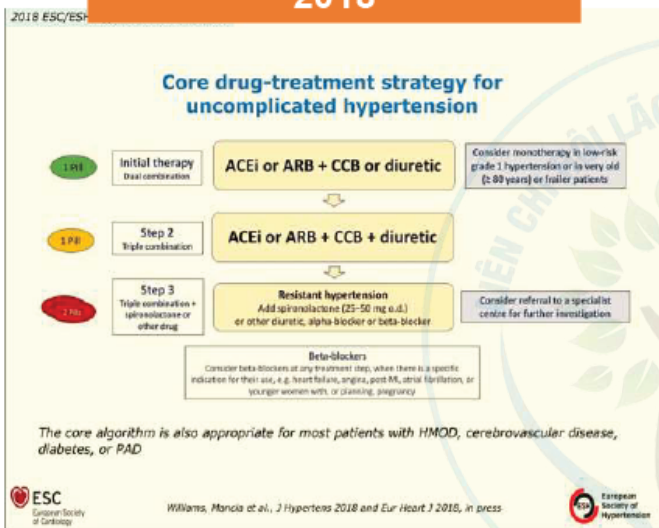 2018
2018 ESC/ESH
Core drug-treatment strategy for
uncomplicated hypertension
1 Pill
Initial therapy
Dual combination
ACEi or ARB + CCB or diuretic
Consider monotherapy in low-risk
grade 1 hypertension or in very old
(≥ 80 years) or frailer patients
1 Pill
Step 2
Triple combination
ACEi or ARB + CCB + diuretic
2 Pills
Step 3
Triple combination +
spironolactone or
other drug
Resistant hypertension
Add spironolactone (25–50 mg o.d.)
or other diuretic, alpha-blocker or beta-blocker
Consider referral to a specialist
centre for further investigation
Beta-blockers
Consider beta-blockers at any treatment step, when there is a specific
indication for their use, e.g. heart failure, angina, post-MI, atrial fibrillation, or
younger women with, or planning, pregnancy
The core algorithm is also appropriate for most patients with HMOD, cerebrovascular disease,
diabetes, or PAD
ESC
European Society
of Cardiology
Williams, Mancia et al., J Hypertens 2018 and Eur Heart J 2018, in press
ESH
European
Society of
Hypertension